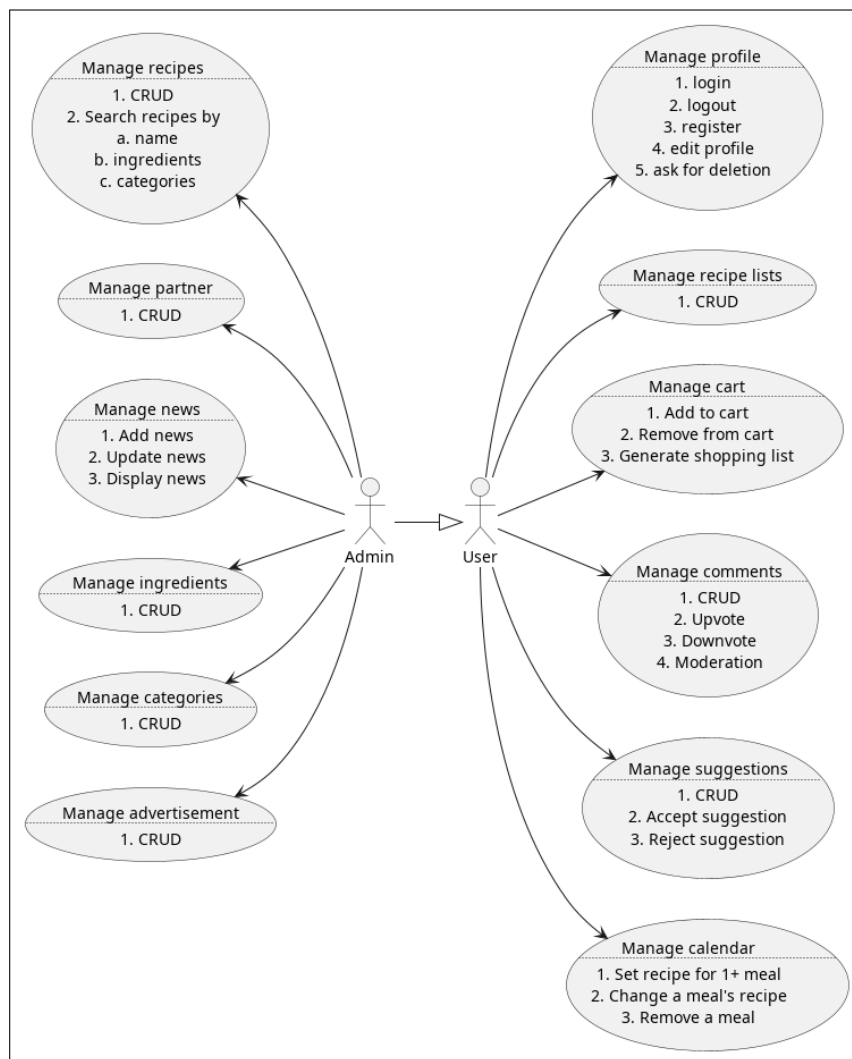 Manage recipes
1. CRUD
2. Search recipes by
a. name
b. ingredients
c. categories
Manage partner
1. CRUD
Manage news
1. Add news
2. Update news
3. Display news
Manage ingredients
1. CRUD
Manage categories
1. CRUD
Manage advertisement
1. CRUD
Admin
User
Manage profile
1. login
2. logout
3. register
4. edit profile
5. ask for deletion
Manage recipe lists
1. CRUD
Manage cart
1. Add to cart
2. Remove from cart
3. Generate shopping list
Manage comments
1. CRUD
2. Upvote
3. Downvote
4. Moderation
Manage suggestions
1. CRUD
2. Accept suggestion
3. Reject suggestion
Manage calendar
1. Set recipe for 1+ meal
2. Change a meal's recipe
3. Remove a meal